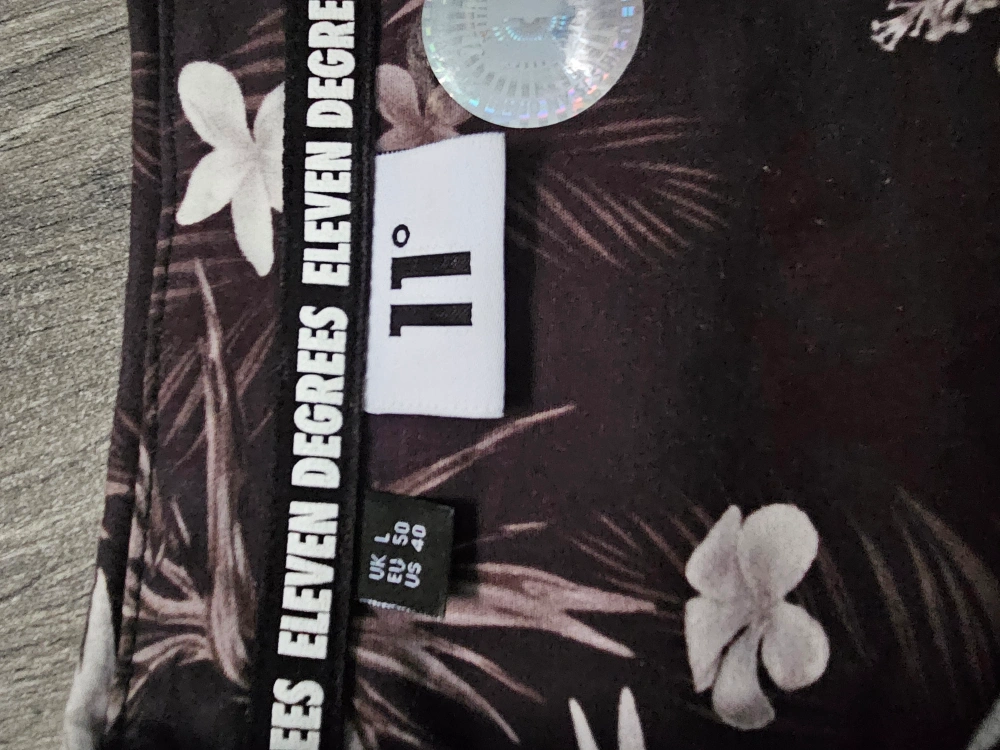 EES ELEVEN DEGREES ELEVEN DEGRE
11°
UK L
EU 50
US 40